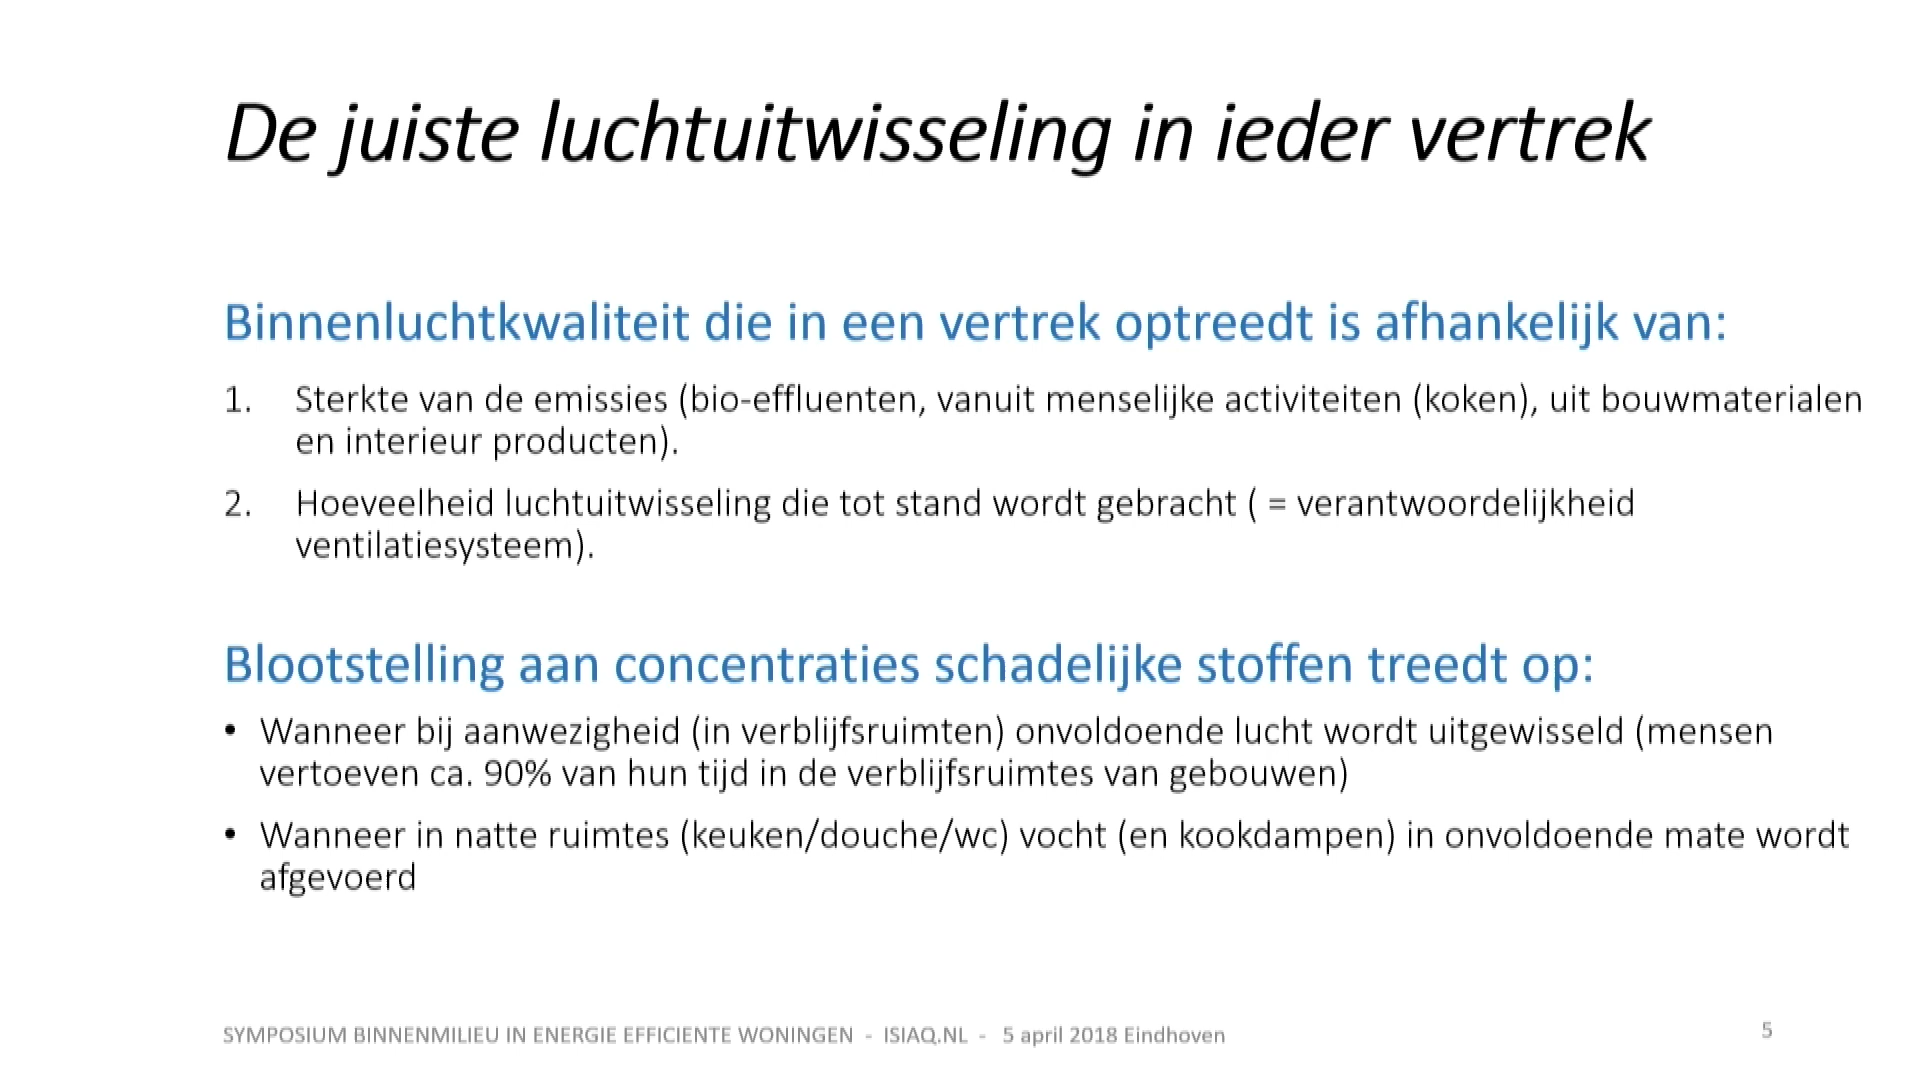 De juiste luchtuitwisseling in ieder vertrek
Binnenluchtkwaliteit die in een vertrek optreedt is afhankelijk van:
1. Sterkte van de emissies (bio-effluenten, vanuit menselijke activiteiten (koken), uit bouwmaterialen
en interieur producten).
2. Hoeveelheid luchtuitwisseling die tot stand wordt gebracht ( = verantwoordelijkheid
ventilatiesysteem).
Blootstelling aan concentraties schadelijke stoffen treedt op:
• Wanneer bij aanwezigheid (in verblijfsruimten) onvoldoende lucht wordt uitgewisseld (mensen
vertoeven ca. 90% van hun tijd in de verblijfsruimtes van gebouwen)
• Wanneer in natte ruimtes (keuken/douche/wc) vocht (en kookdampen) in onvoldoende mate wordt
afgevoerd
SYMPOSIUM BINNENMILIEU IN ENERGIE EFFICIENTE WONINGEN - ISIAQ.NL - 5 april 2018 Eindhoven
5